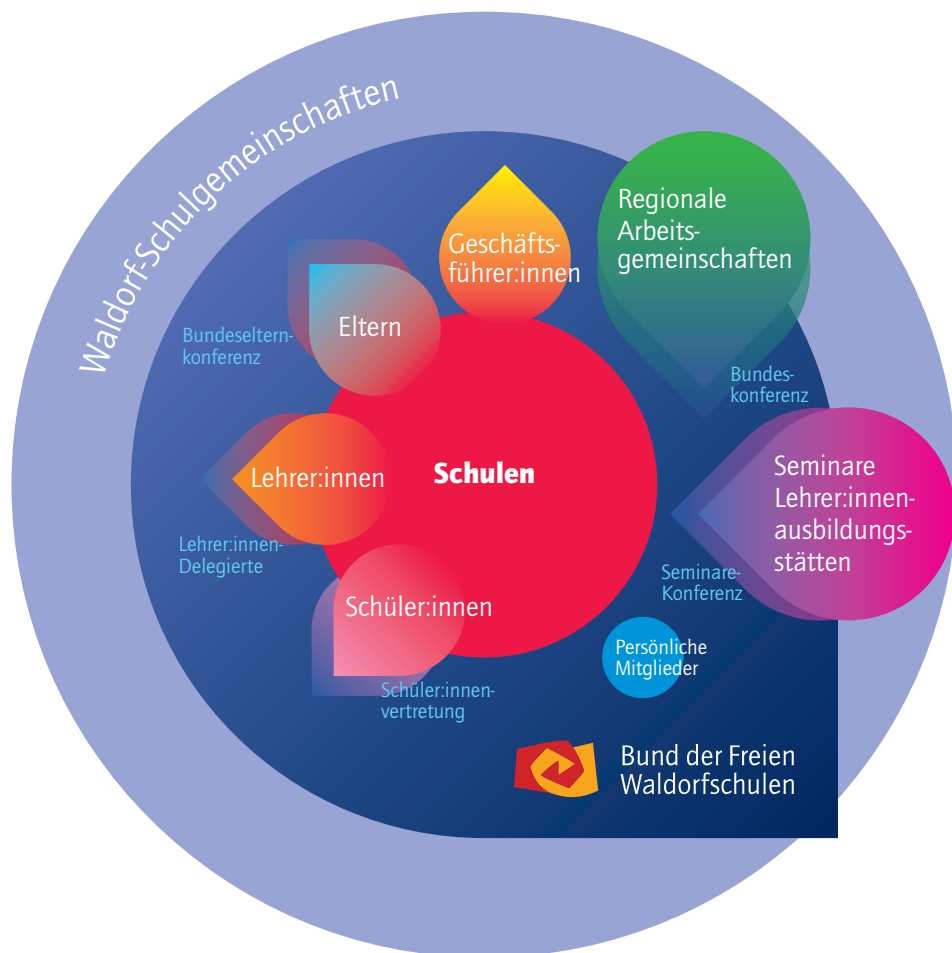 Waldorf-Schulgemeinschaften
Regionale
Arbeits-
gemeinschaften
Geschäfts-
führer:innen
Eltern
Bundeseltern-
konferenz
Bundes-
konferenz
Schulen
Lehrer:innen
Seminare
Lehrer:innen-
ausbildungs-
stätten
Lehrer:innen-
Delegierte
Seminare-
Konferenz
Schüler:innen
Persönliche
Mitglieder
Schüler:innen-
vertretung
Bund der Freien
Waldorfschulen